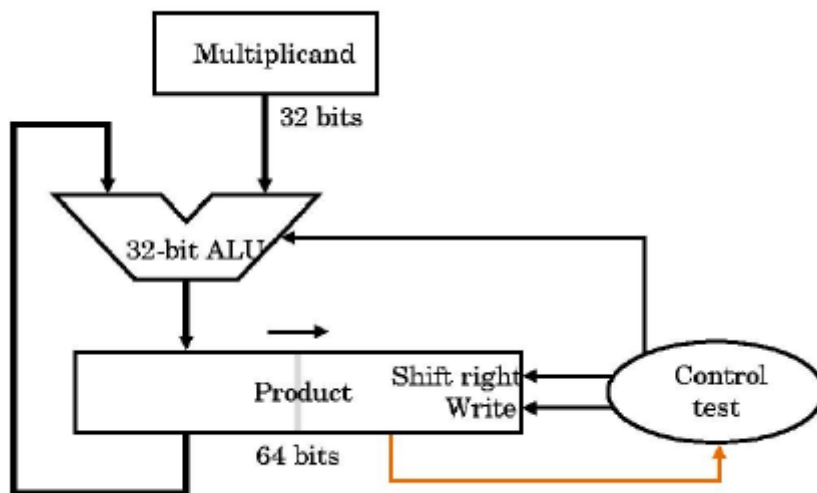 Multiplicand
32 bits
32-bit ALU
Shift right
Product
Write
Control
test
64 bits